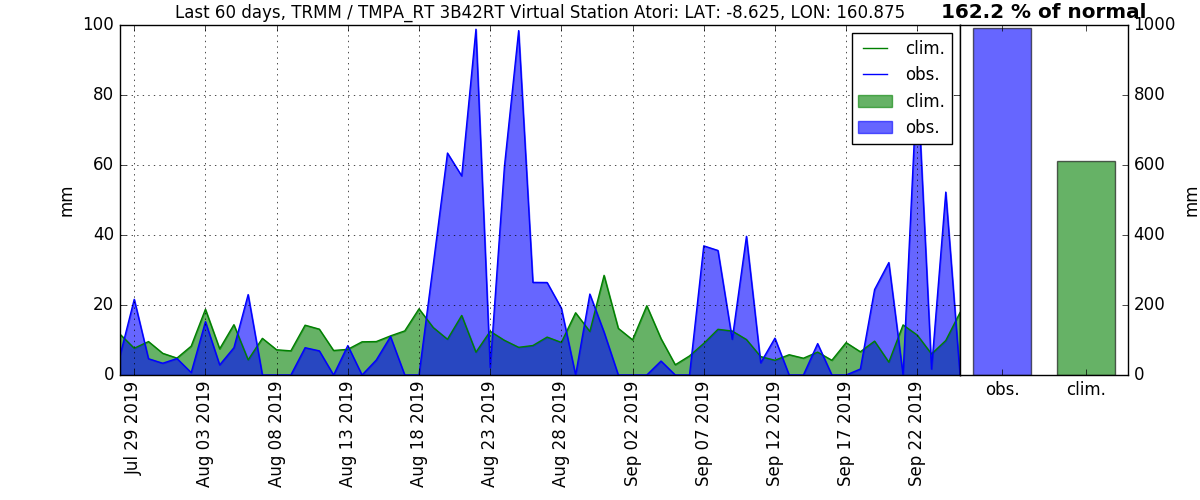 Last 60 days, TRMM / TMPA_RT 3B42RT Virtual Station Atori: LAT: -8.625, LON: 160.875
162.2 % of normal
100
80
60
40
20
0
mm
clim.
obs.
clim.
obs.
1000
800
600
400
200
0
mm
obs.
clim.
Jul 29 2019
Aug 03 2019
Aug 08 2019
Aug 13 2019
Aug 18 2019
Aug 23 2019
Aug 28 2019
Sep 02 2019
Sep 07 2019
Sep 12 2019
Sep 17 2019
Sep 22 2019